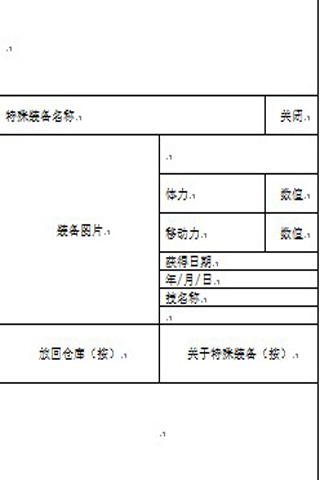 特殊装备名称
关闭
装备图片
体力
数值
移动力
数值
获得日期
年/月/日
技名称
放回仓库（按）
关于特殊装备（按）